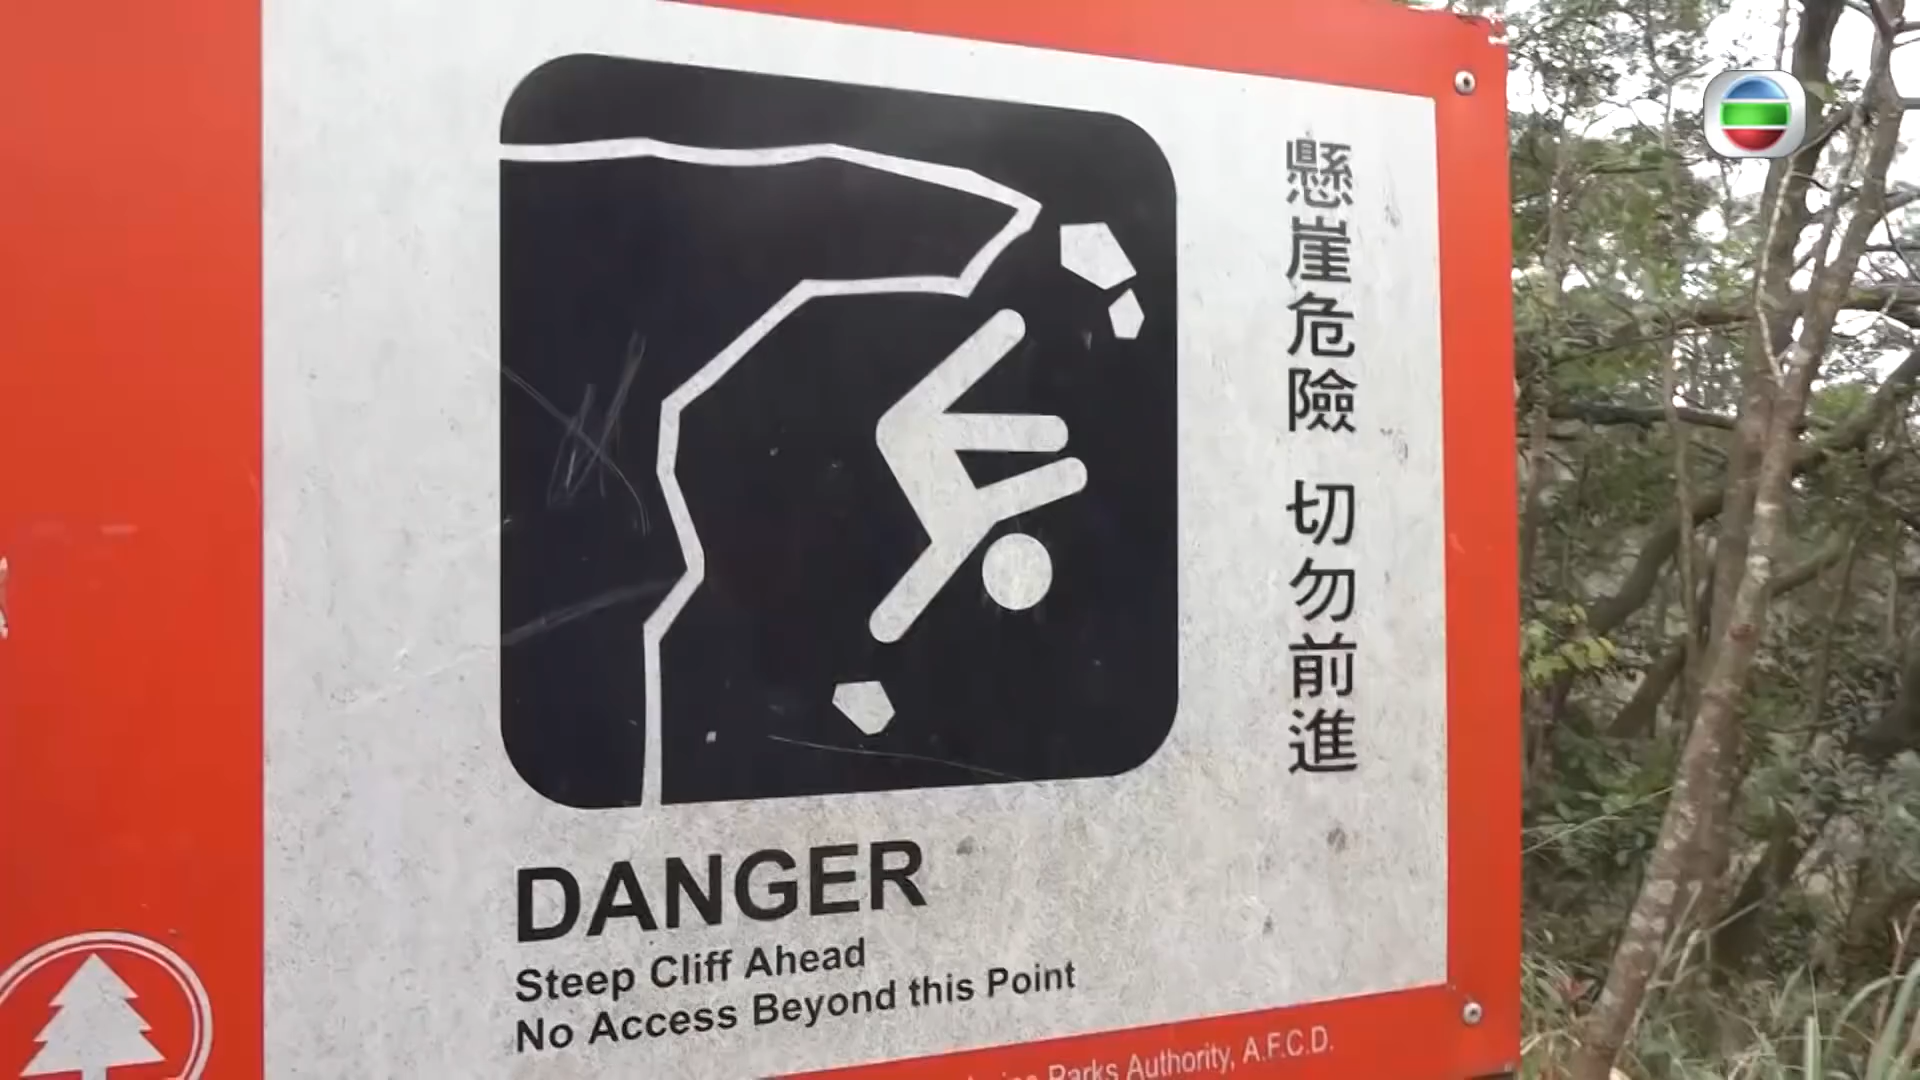 懸崖危險 切勿前進
DANGER
Steep Cliff Ahead
No Access Beyond this Point
Parks Authority, A.F.C.D.